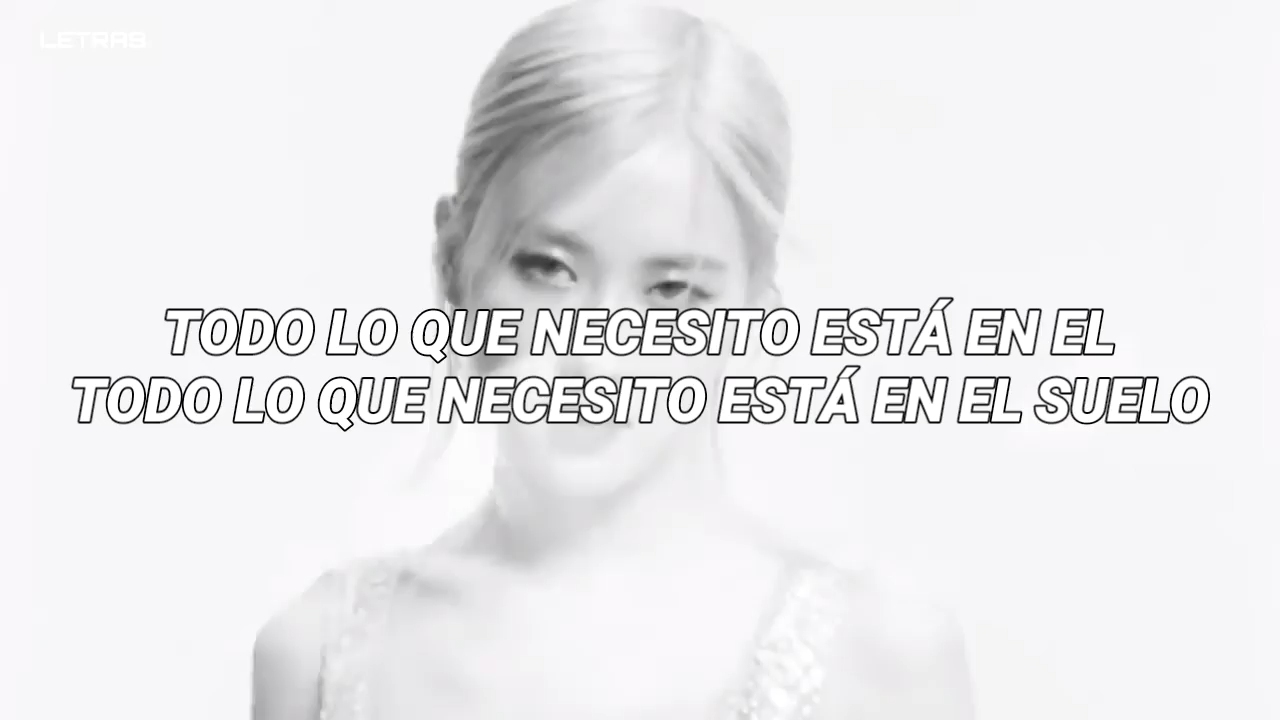 LETRAS
TODO LO QUE NECESITO ESTÁ EN EL
TODO LO QUE NECESITO ESTÁ EN EL SUELO